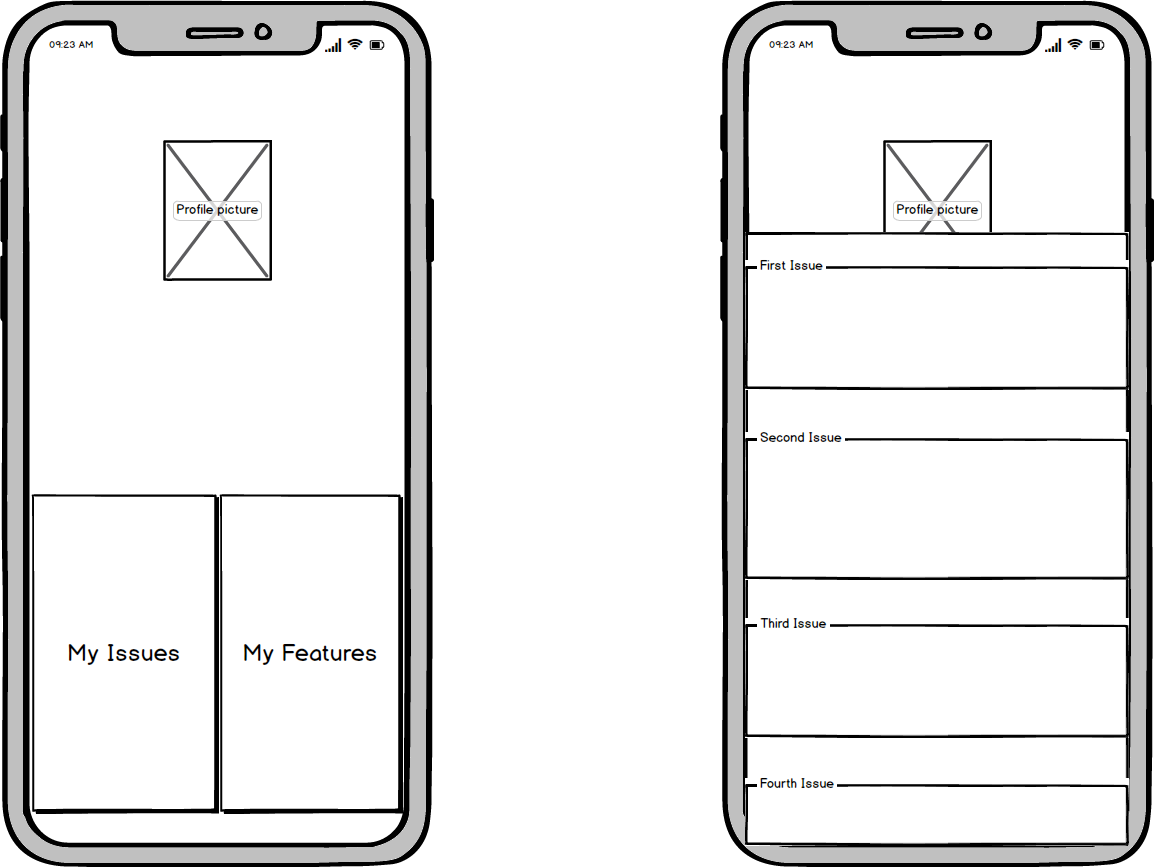 09:23 AM
Profile picture
My Issues
My Features
09:23 AM
Profile picture
First Issue
Second Issue
Third Issue
Fourth Issue